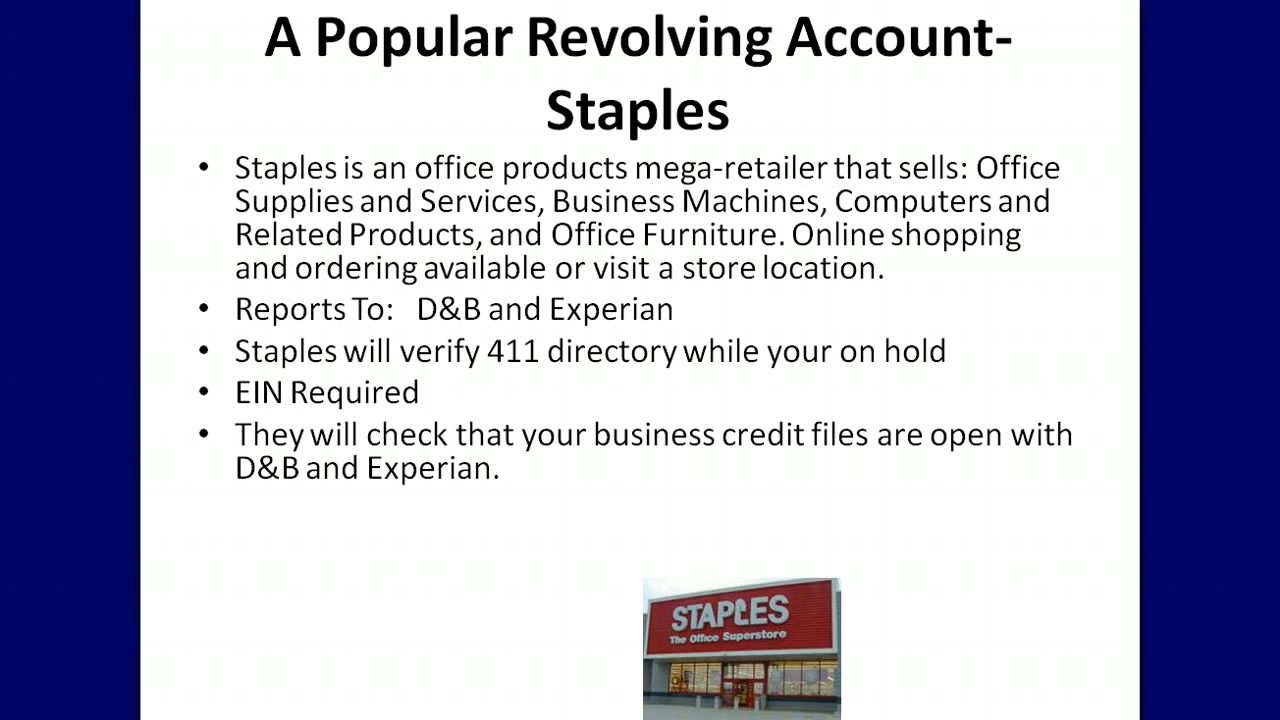 A Popular Revolving Account-
Staples
• Staples is an office products mega-retailer that sells: Office
Supplies and Services, Business Machines, Computers and
Related Products, and Office Furniture. Online shopping
and ordering available or visit a store location.
• Reports To:   D&B and Experian
• Staples will verify 411 directory while your on hold
• EIN Required
• They will check that your business credit files are open with
D&B and Experian.
STAPLES
The Office Superstore